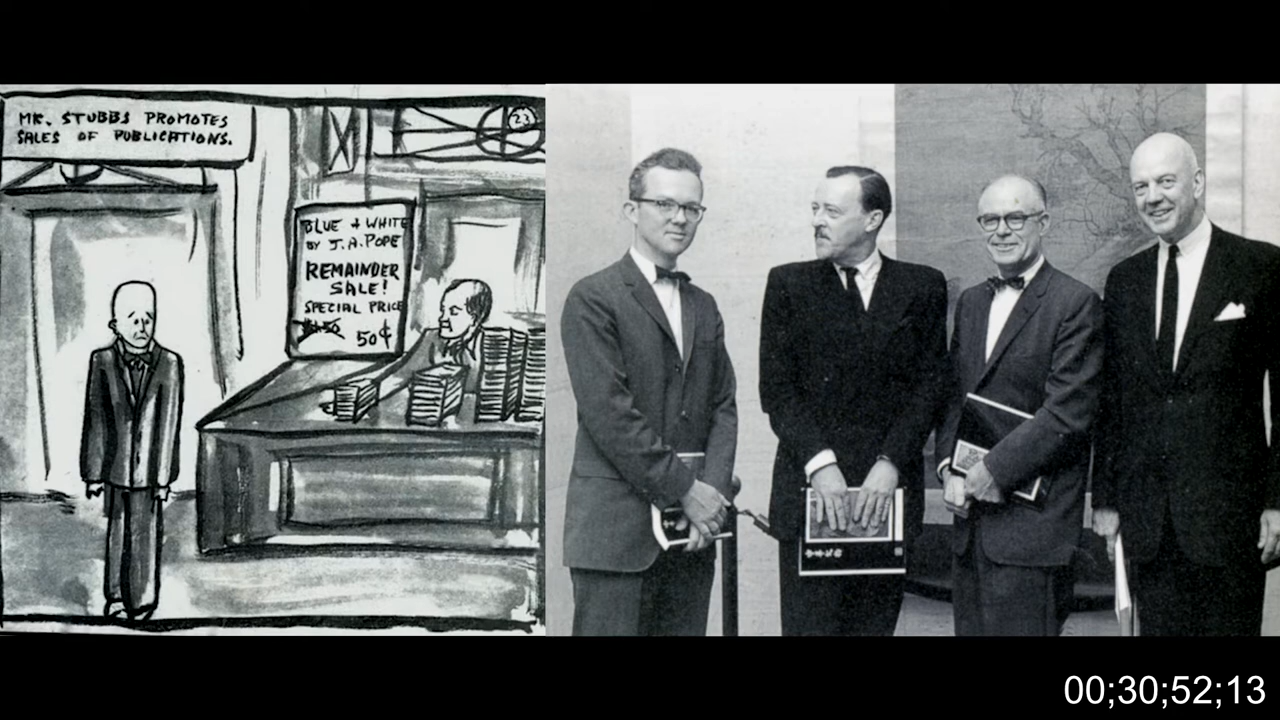 MR. STUBBS PROMOTES
SALES OF PUBLICATIONS.
23
BLUE + WHITE
BY J.A. POPE
REMAINDER
SALE!
SPECIAL PRICE
50¢
00;30;52;13